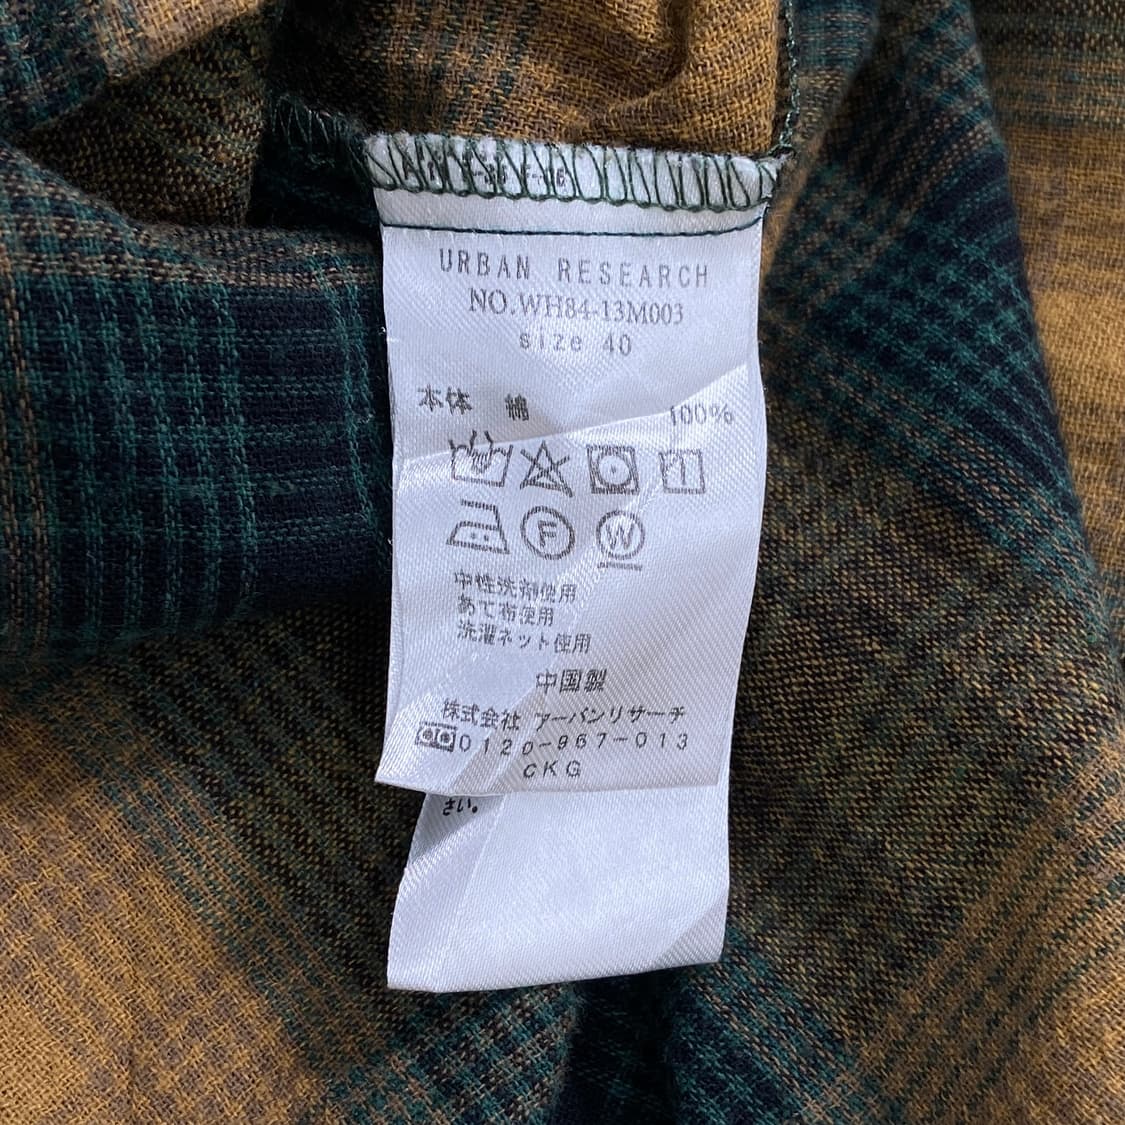 URBAN RESEARCH
NO.WH84-13M003
size 40
本体 綿 100%
F W
中性洗剤使用
あて布使用
洗濯ネット使用
中国製
株式会社 アーバンリサーチ
0120-967-013
CKG
さい。